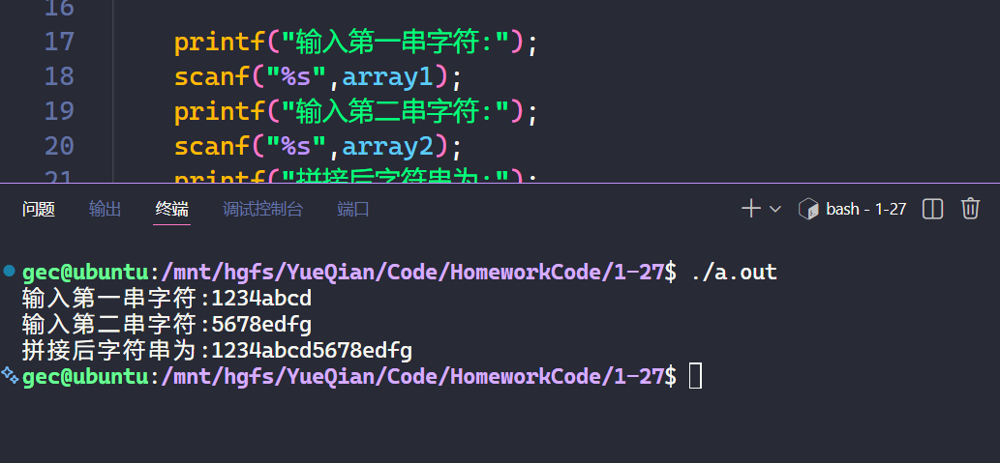 16
17 printf("输入第一串字符:");
18 scanf("%s",array1);
19 printf("输入第二串字符:");
20 scanf("%s",array2);
21 printf("拼接后字符串为:");
问题 输出 终端 调试控制台 端口 bash - 1-27
gec@ubuntu:/mnt/hgfs/YueQian/Code/HomeworkCode/1-27$ ./a.out
输入第一串字符:1234abcd
输入第二串字符:5678edfg
拼接后字符串为:1234abcd5678edfg
gec@ubuntu:/mnt/hgfs/YueQian/Code/HomeworkCode/1-27$